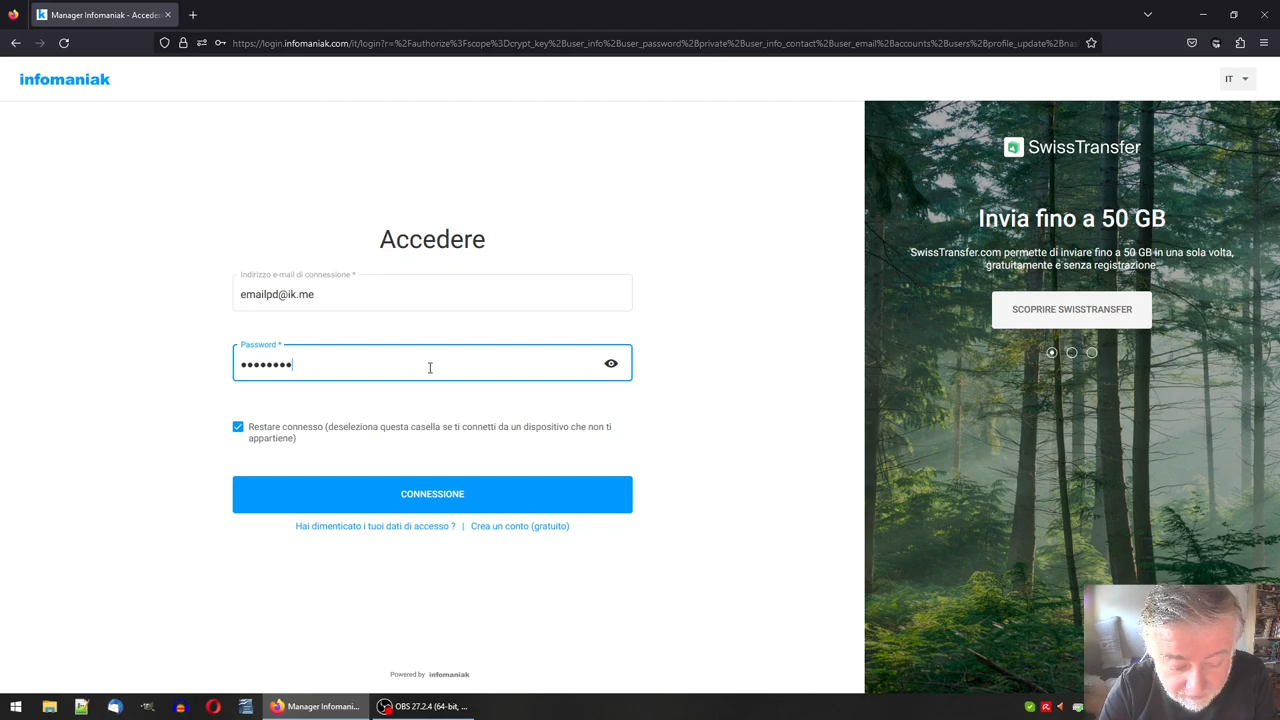 Manager Infomaniak - Acceder
https://login.infomaniak.com/it/login?r=%2Fauthorize%3Fscope%3Dcrypt_key%2Buser_info%2Buser_password%2Bprivate%2Buser_info_contact%2Buser_email%2Baccounts%2Busers%2Bprofile_update%2Bnas
infomaniak
IT
Accedere
Indirizzo e-mail di connessione *
emailpd@ik.me
Password *
••••••••
Restare connesso (deseleziona questa casella se ti connetti da un dispositivo che non ti
appartiene)
CONNESSIONE
Hai dimenticato i tuoi dati di accesso ? | Crea un conto (gratuito)
Powered by infomaniak
SwissTransfer
Invia fino a 50 GB
SwissTransfer.com permette di inviare fino a 50 GB in una sola volta,
gratuitamente e senza registrazione.
SCOPRIRE SWISSTRANSFER
Manager Infomani...
OBS 27.2.4 (64-bit, ...